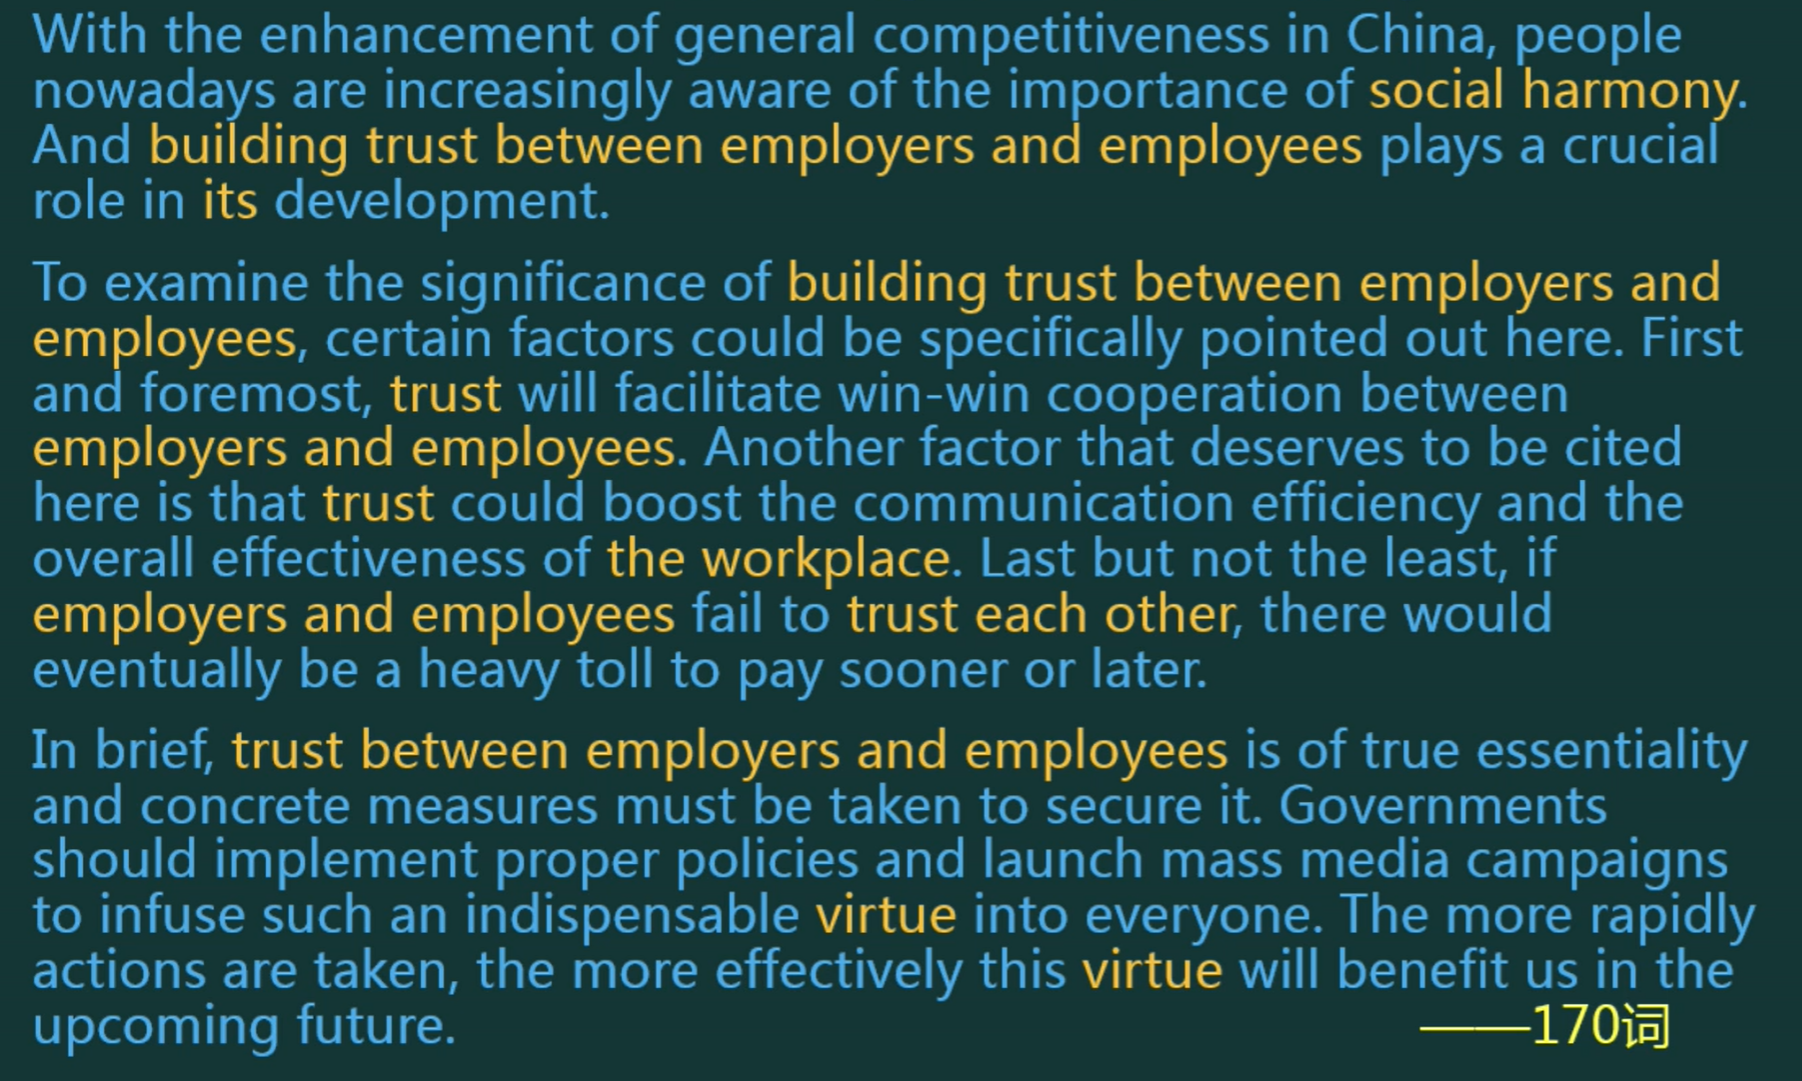 With the enhancement of general competitiveness in China, people
nowadays are increasingly aware of the importance of social harmony.
And building trust between employers and employees plays a crucial
role in its development.
To examine the significance of building trust between employers and
employees, certain factors could be specifically pointed out here. First
and foremost, trust will facilitate win-win cooperation between
employers and employees. Another factor that deserves to be cited
here is that trust could boost the communication efficiency and the
overall effectiveness of the workplace. Last but not the least, if
employers and employees fail to trust each other, there would
eventually be a heavy toll to pay sooner or later.
In brief, trust between employers and employees is of true essentiality
and concrete measures must be taken to secure it. Governments
should implement proper policies and launch mass media campaigns
to infuse such an indispensable virtue into everyone. The more rapidly
actions are taken, the more effectively this virtue will benefit us in the
upcoming future. ——170词